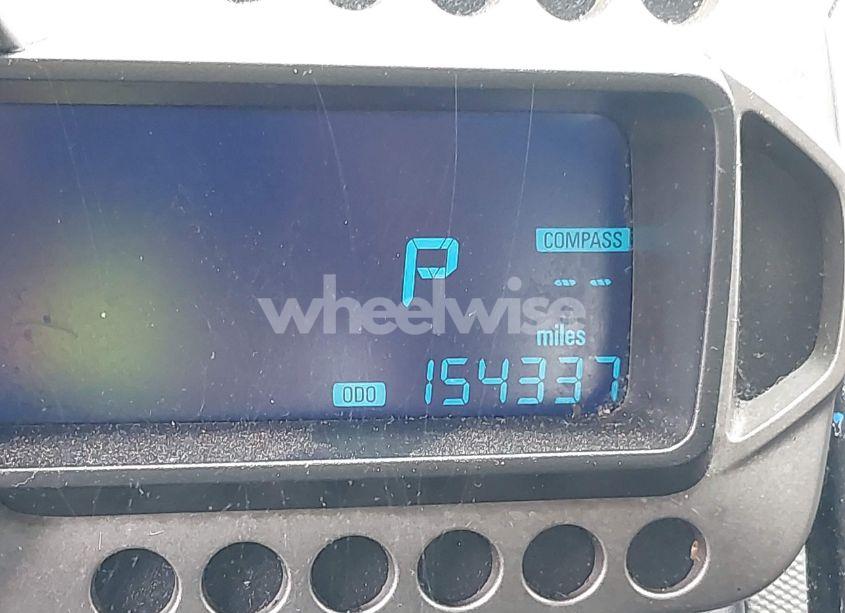 P
COMPASS
--
wheelwise
miles
ODO 154337